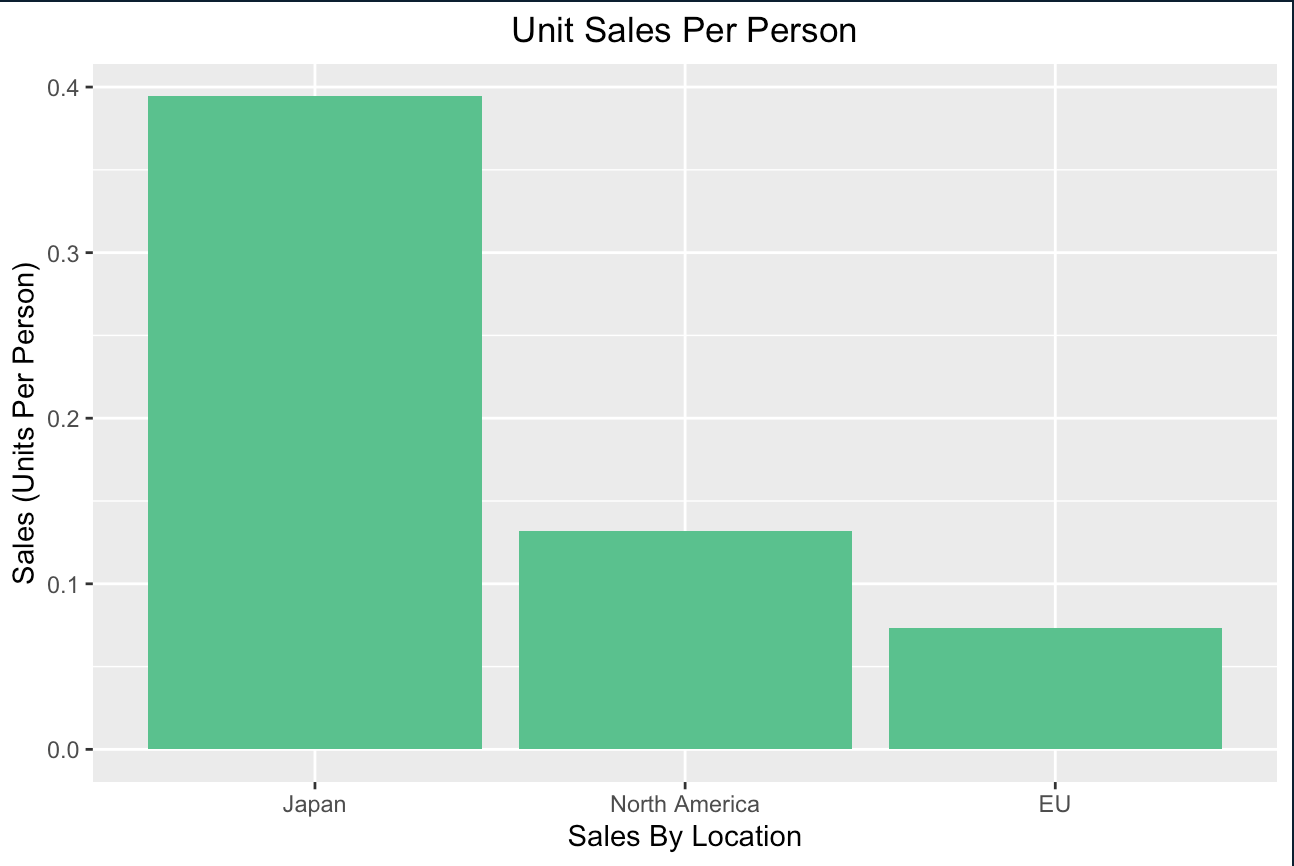 Unit Sales Per Person
Sales (Units Per Person)
0.4
0.3
0.2
0.1
0.0
Japan North America EU
Sales By Location